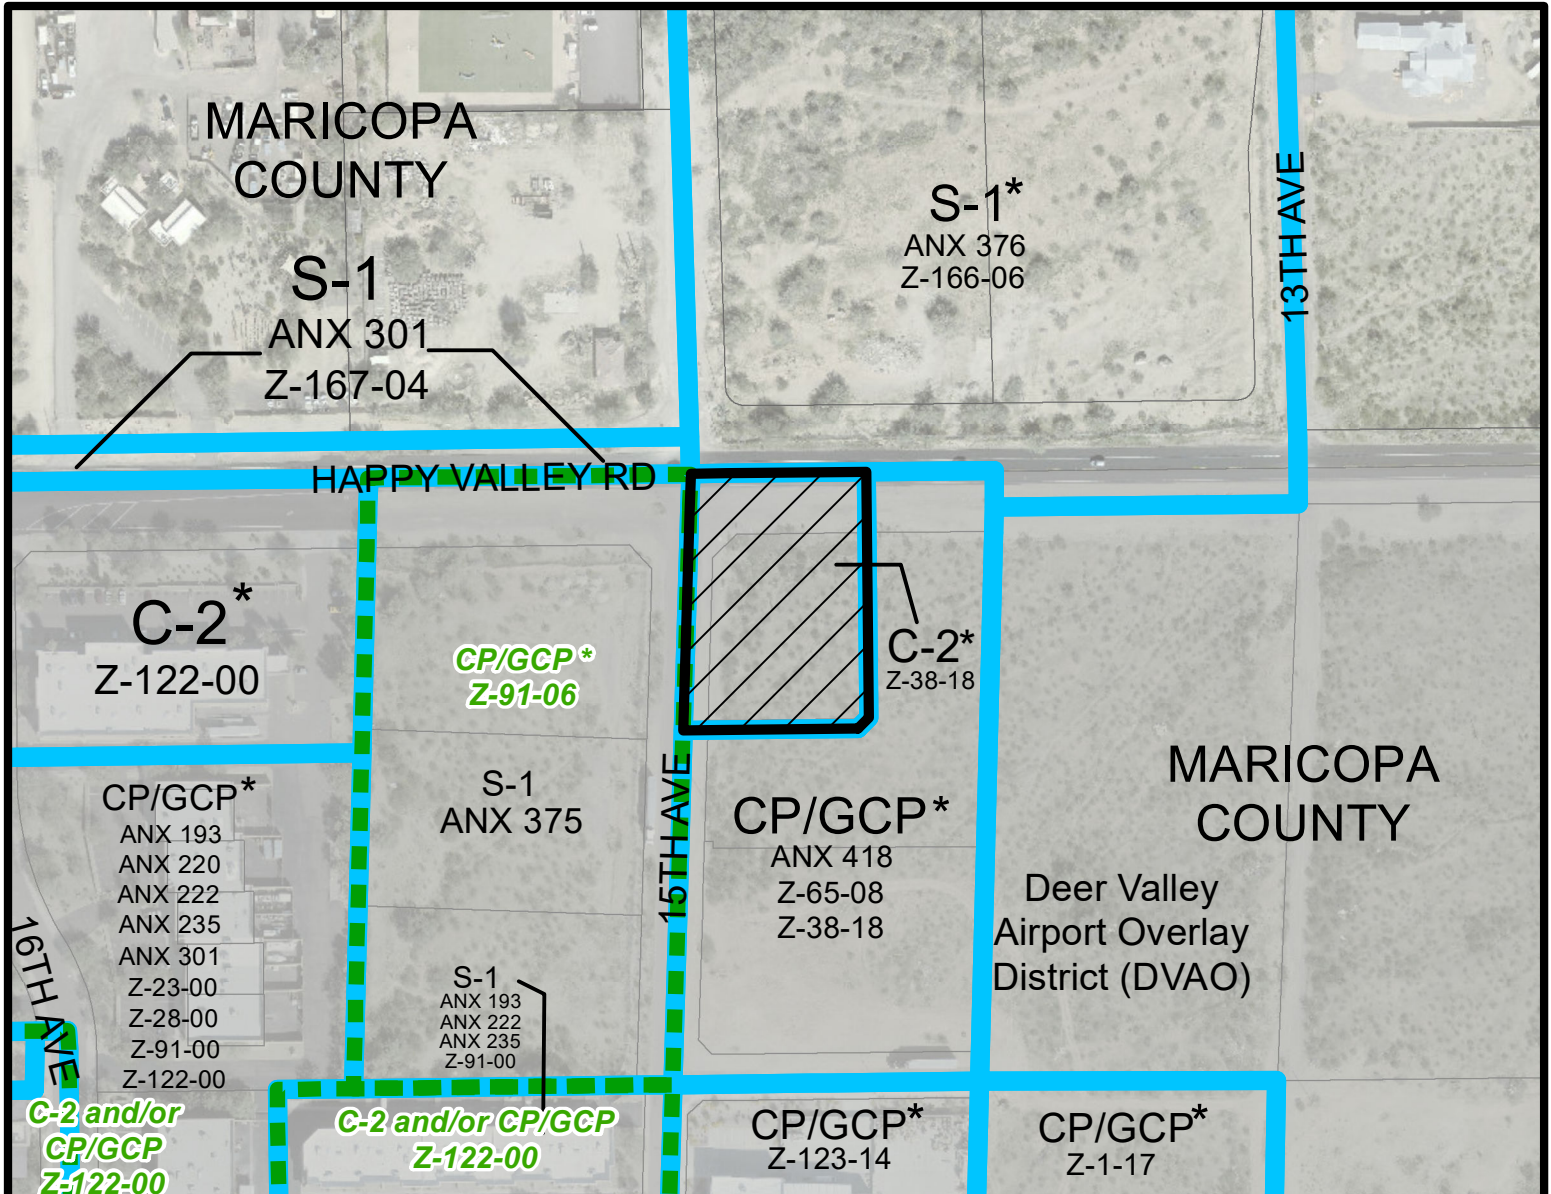 MARICOPA
COUNTY
S-1
ANX 301
Z-167-04
S-1*
ANX 376
Z-166-06
13TH AVE
HAPPY VALLEY RD
C-2*
Z-122-00
CP/GCP *
Z-91-06
C-2*
Z-38-18
S-1
ANX 375
15TH AVE
CP/GCP*
ANX 193
ANX 220
ANX 222
ANX 235
ANX 301
Z-23-00
Z-28-00
Z-91-00
Z-122-00
16TH AVE
CP/GCP*
ANX 418
Z-65-08
Z-38-18
MARICOPA
COUNTY
Deer Valley
Airport Overlay
District (DVAO)
S-1
ANX 193
ANX 222
ANX 235
Z-91-00
C-2 and/or
CP/GCP
Z-122-00
C-2 and/or CP/GCP
Z-122-00
CP/GCP*
Z-123-14
CP/GCP*
Z-1-17